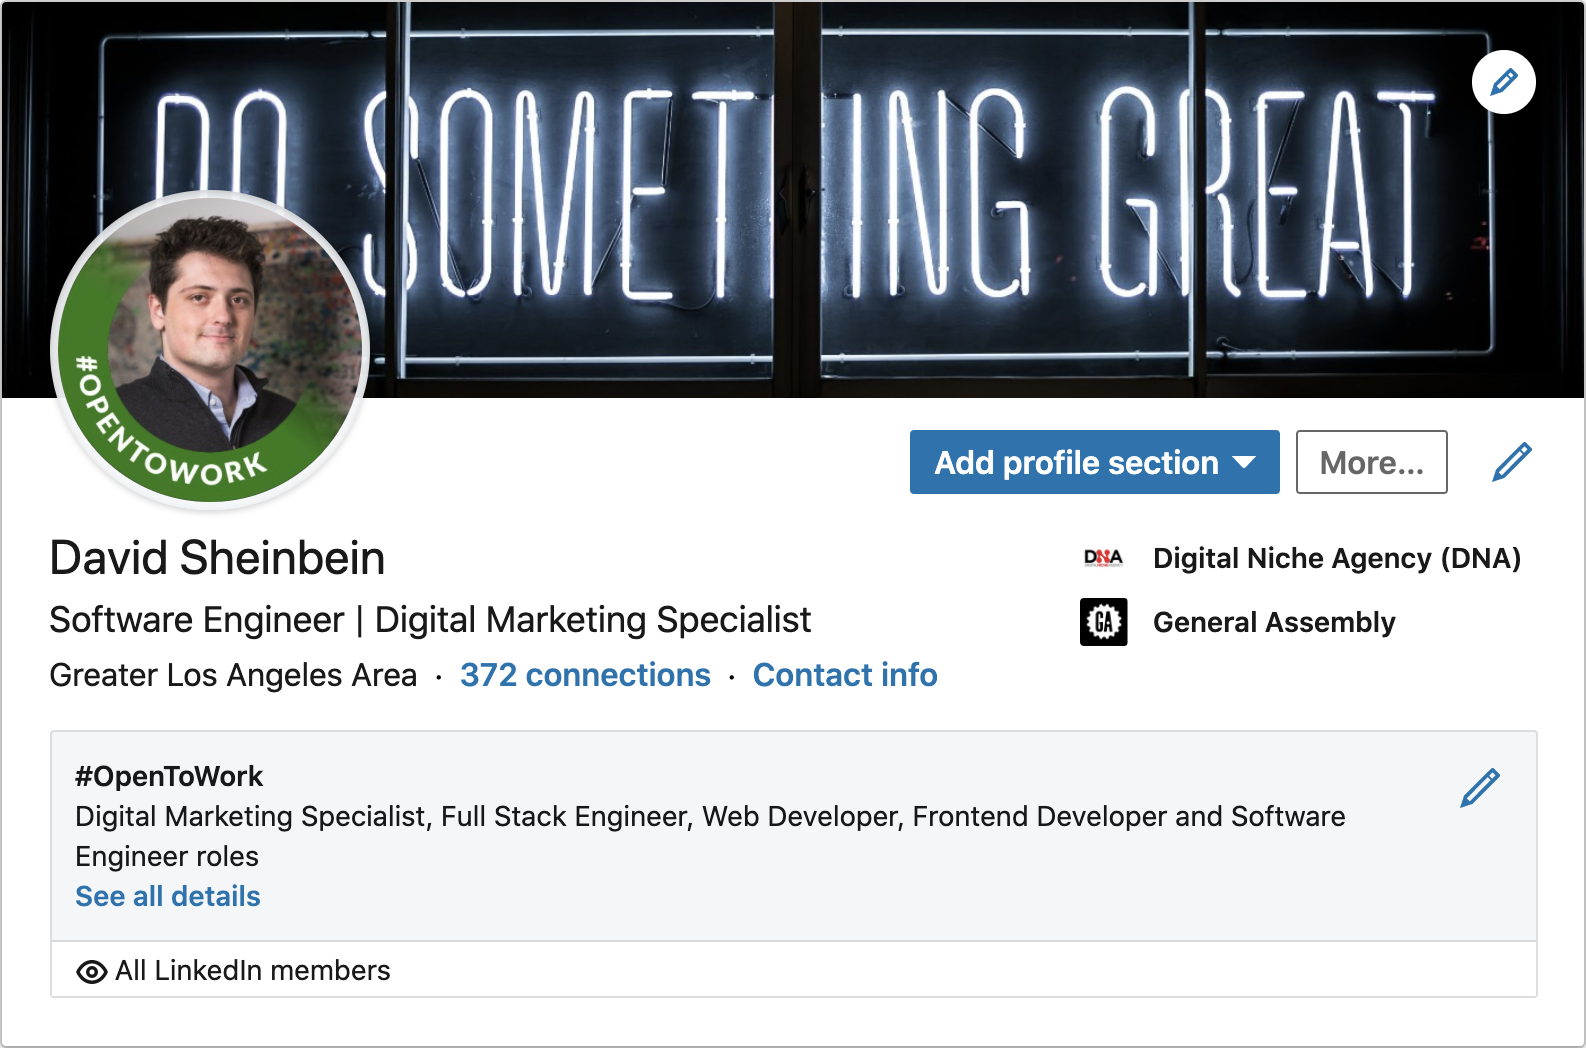 DO SOMETHING GREAT
#OPENTOWORK
Add profile section
More...
David Sheinbein
Software Engineer | Digital Marketing Specialist
Greater Los Angeles Area · 372 connections · Contact info
DNA
Digital Niche Agency (DNA)
GA
General Assembly
#OpenToWork
Digital Marketing Specialist, Full Stack Engineer, Web Developer, Frontend Developer and Software
Engineer roles
See all details
All LinkedIn members